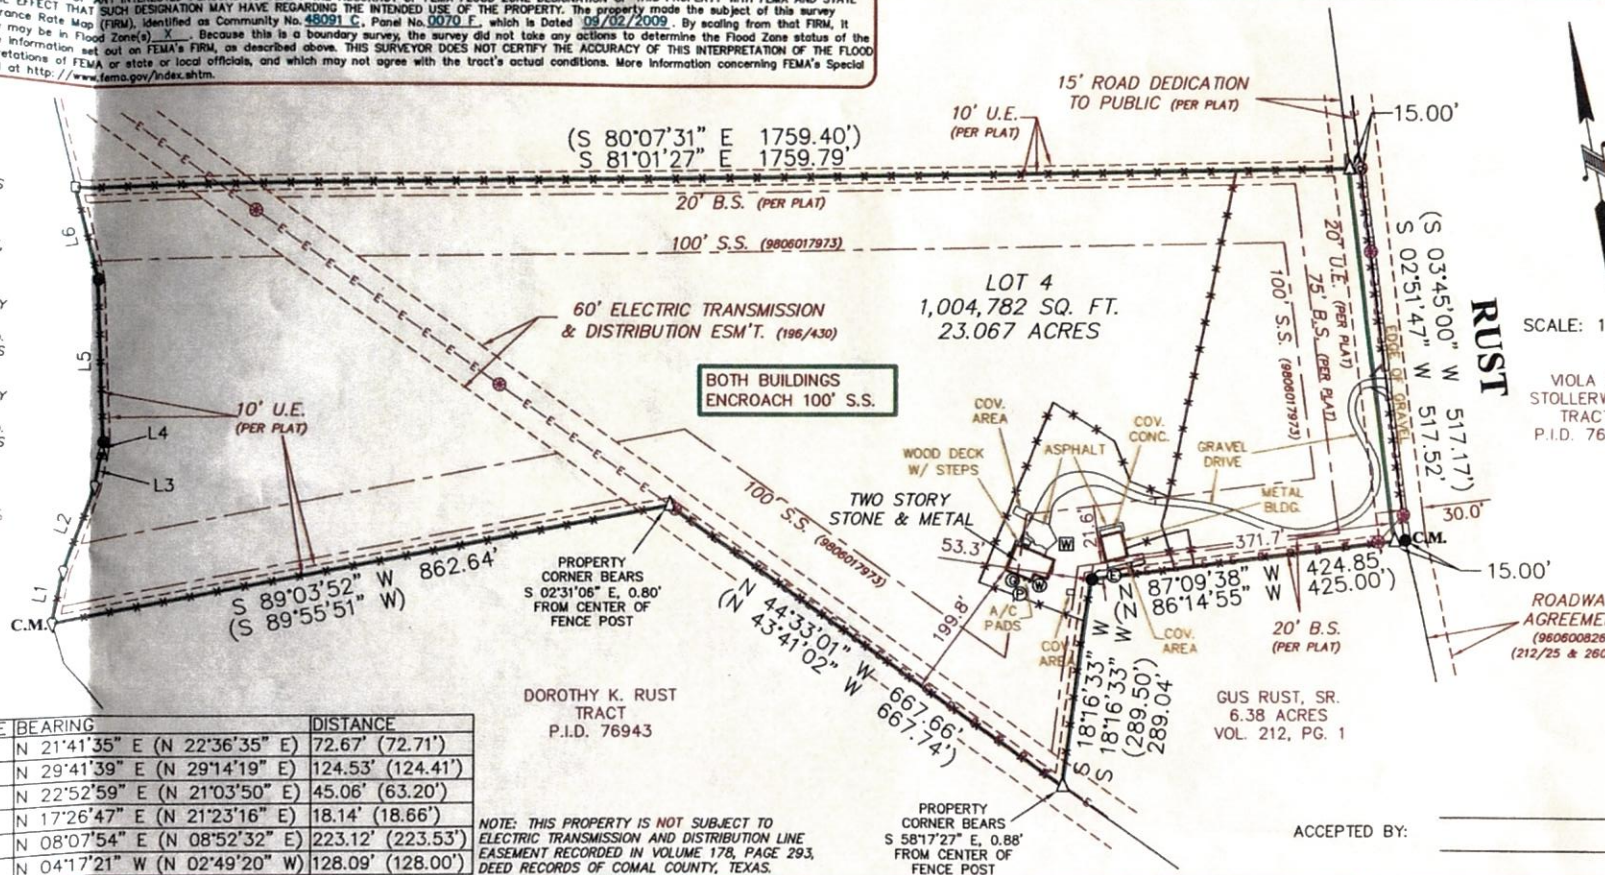 EFFECT THAT SUCH DESIGNATION MAY HAVE REGARDING THE INTENDED USE OF THE PROPERTY. The property made the subject of this survey
Rate Map (FIRM), identified as Community No. 48091 C, Panel No. 0070 F, which is Dated 09/02/2009. By scaling from that FIRM, it
may be in Flood Zone(s) X. Because this is a boundary survey, the survey did not take any actions to determine the Flood Zone status of the
information set out on FEMA's FIRM, as described above. THIS SURVEYOR DOES NOT CERTIFY THE ACCURACY OF THIS INTERPRETATION OF THE FLOOD
of FEMA or state or local officials, and which may not agree with the tract's actual conditions. More information concerning FEMA's Special
at http://www.fema.gov/index.shtm.
15' ROAD DEDICATION
TO PUBLIC (PER PLAT)
15.00'
10' U.E.
(PER PLAT)
(S 80°07'31" E 1759.40')
S 81°01'27" E 1759.79'
20' B.S. (PER PLAT)
100' S.S. (9806017973)
L6
L5
L4
L3
L2
L1
C.M.
LOT 4
1,004,782 SQ. FT.
23.067 ACRES
60' ELECTRIC TRANSMISSION
& DISTRIBUTION ESM'T. (196/430)
BOTH BUILDINGS
ENCROACH 100' S.S.
20' U.E. (PER PLAT)
75' B.S. (PER PLAT)
100' S.S. (9806017973)
EDGE OF GRAVEL
(S 03°45'00" W 517.17')
S 02°51'47" W 517.52'
RUST
SCALE: 1
VIOLA
TRACT
P.I.D. 76
10' U.E.
(PER PLAT)
COV.
AREA
COV.
CONC.
WOOD DECK
W/ STEPS
ASPHALT
GRAVEL
DRIVE
METAL
BLDG.
100' S.S. (9806017973)
TWO STORY
STONE & METAL
53.3'
21.6'
W
371.7'
30.0'
C.M.
15.00'
S 89°03'52" W 862.64'
(S 89°55'51" W)
PROPERTY
CORNER BEARS
S 02°31'06" E, 0.80'
FROM CENTER OF
FENCE POST
N 44°33'01" W 667.66'
(N 43°41'02" W 667.74')
199.8'
A/C
PADS
COV.
AREA
COV.
AREA
N 87°09'38" W 424.85'
(N 86°14'55" W 425.00')
20' B.S.
(PER PLAT)
S 18°16'33" W (289.50')
S 18°16'33" W 289.04'
DOROTHY K. RUST
TRACT
P.I.D. 76943
GUS RUST, SR.
6.38 ACRES
VOL. 212, PG. 1
(212/25 & 260
BEARING DISTANCE
N 21°41'35" E (N 22°36'35" E) 72.67' (72.71')
N 29°41'39" E (N 29°14'19" E) 124.53' (124.41')
N 22°52'59" E (N 21°03'50" E) 45.06' (63.20')
N 17°26'47" E (N 21°23'16" E) 18.14' (18.66')
N 08°07'54" E (N 08°52'32" E) 223.12' (223.53')
N 04°17'21" W (N 02°49'20" W) 128.09' (128.00')
NOTE: THIS PROPERTY IS NOT SUBJECT TO
ELECTRIC TRANSMISSION AND DISTRIBUTION LINE
EASEMENT RECORDED IN VOLUME 178, PAGE 293,
DEED RECORDS OF COMAL COUNTY, TEXAS.
PROPERTY
CORNER BEARS
S 58°17'27" E, 0.88'
FROM CENTER OF
FENCE POST
ACCEPTED BY: